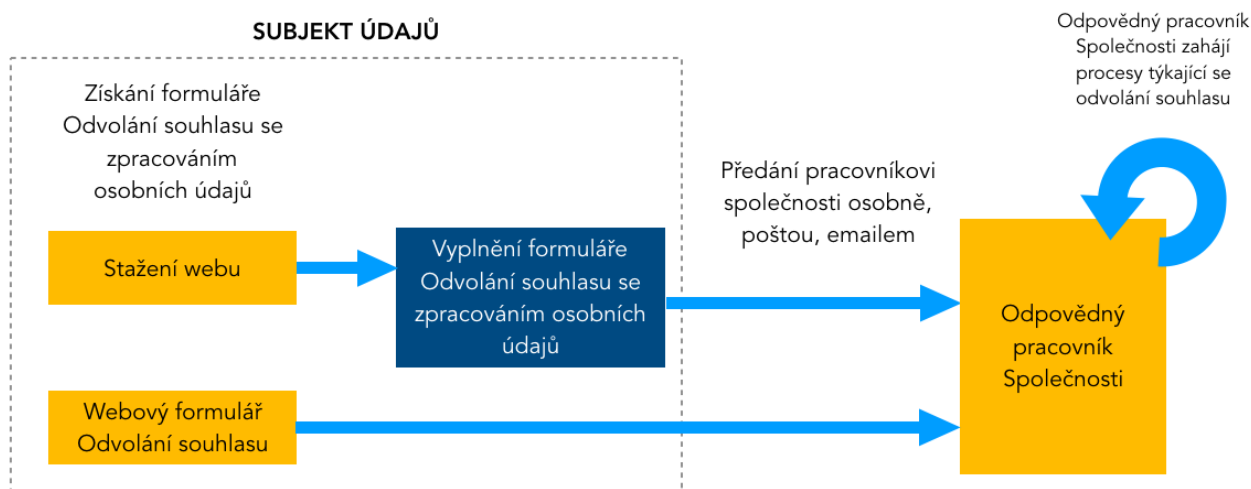 SUBJEKT ÚDAJŮ
Získání formuláře
Odvolání souhlasu se
zpracováním
osobních údajů
Stažení webu
Vyplnění formuláře
Odvolání souhlasu se
zpracováním osobních
údajů
Webový formulář
Odvolání souhlasu
Předání pracovníkovi
společnosti osobně,
poštou, emailem
Odpovědný pracovník
Společnosti zahájí
procesy týkající se
odvolání souhlasu
Odpovědný
pracovník
Společnosti